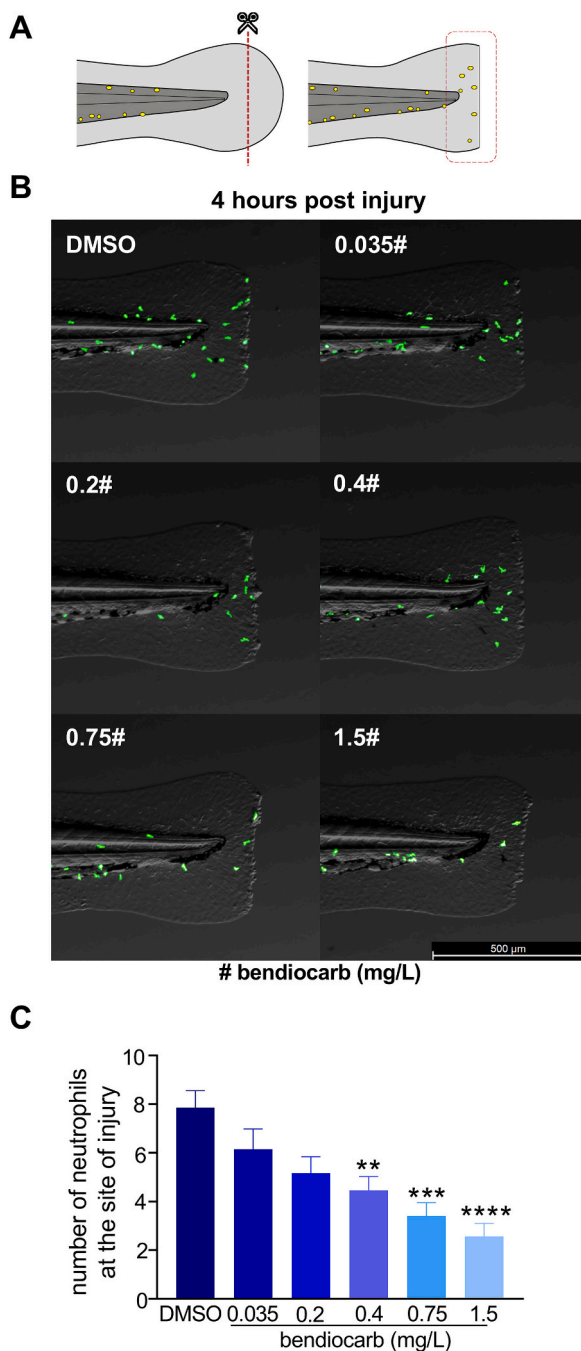 A
B
4 hours post injury
DMSO 0.035#
0.2# 0.4#
0.75# 1.5#
500 µm
# bendiocarb (mg/L)
C
number of neutrophils
at the site of injury
10
8
6
4
2
0
** *** ****
DMSO 0.035 0.2 0.4 0.75 1.5
bendiocarb (mg/L)